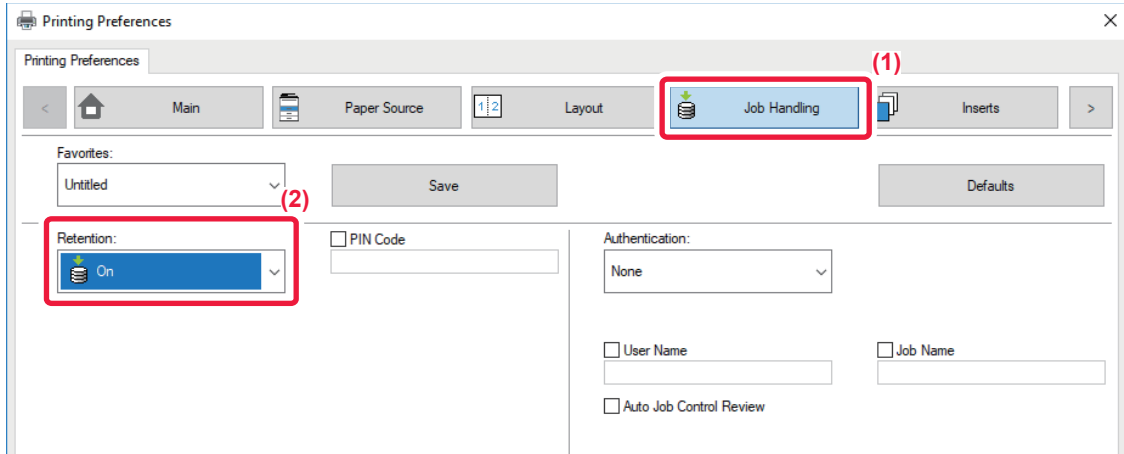 Printing Preferences
Printing Preferences
(1)
< Main Paper Source 1 2 Layout Job Handling Inserts >
Favorites:
Untitled Save Defaults
(2)
Retention: PIN Code Authentication:
On None
User Name Job Name
Auto Job Control Review